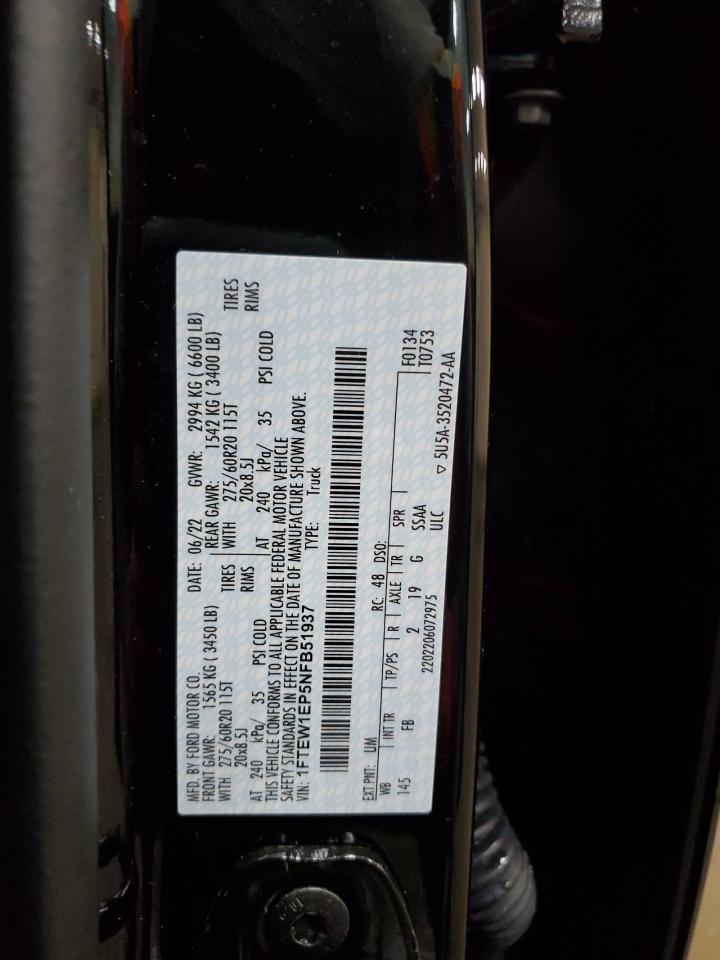 MFD. BY FORD MOTOR CO. DATE: 06/22 GVWR: 2994 KG ( 6600 LB)
FRONT GAWR: 1565 KG ( 3450 LB) REAR GAWR: 1542 KG ( 3400 LB)
WITH 275/60R20 115T TIRES WITH 275/60R20 115T TIRES
20x8.5J RIMS 20x8.5J RIMS
AT 240 kPa/ 35 PSI COLD AT 240 kPa/ 35 PSI COLD
THIS VEHICLE CONFORMS TO ALL APPLICABLE FEDERAL MOTOR VEHICLE
SAFETY STANDARDS IN EFFECT ON THE DATE OF MANUFACTURE SHOWN ABOVE.
VIN: 1FTEW1EP5NFB51937 TYPE: Truck
EXT PNT: UM RC: 48 DSO:
WB INT TR TP/PS R AXLE TR SPR F0134
145 FB 2 19 G SSAA T0753
2202206072975 ULC ▽ 5U5A-3520472-AA